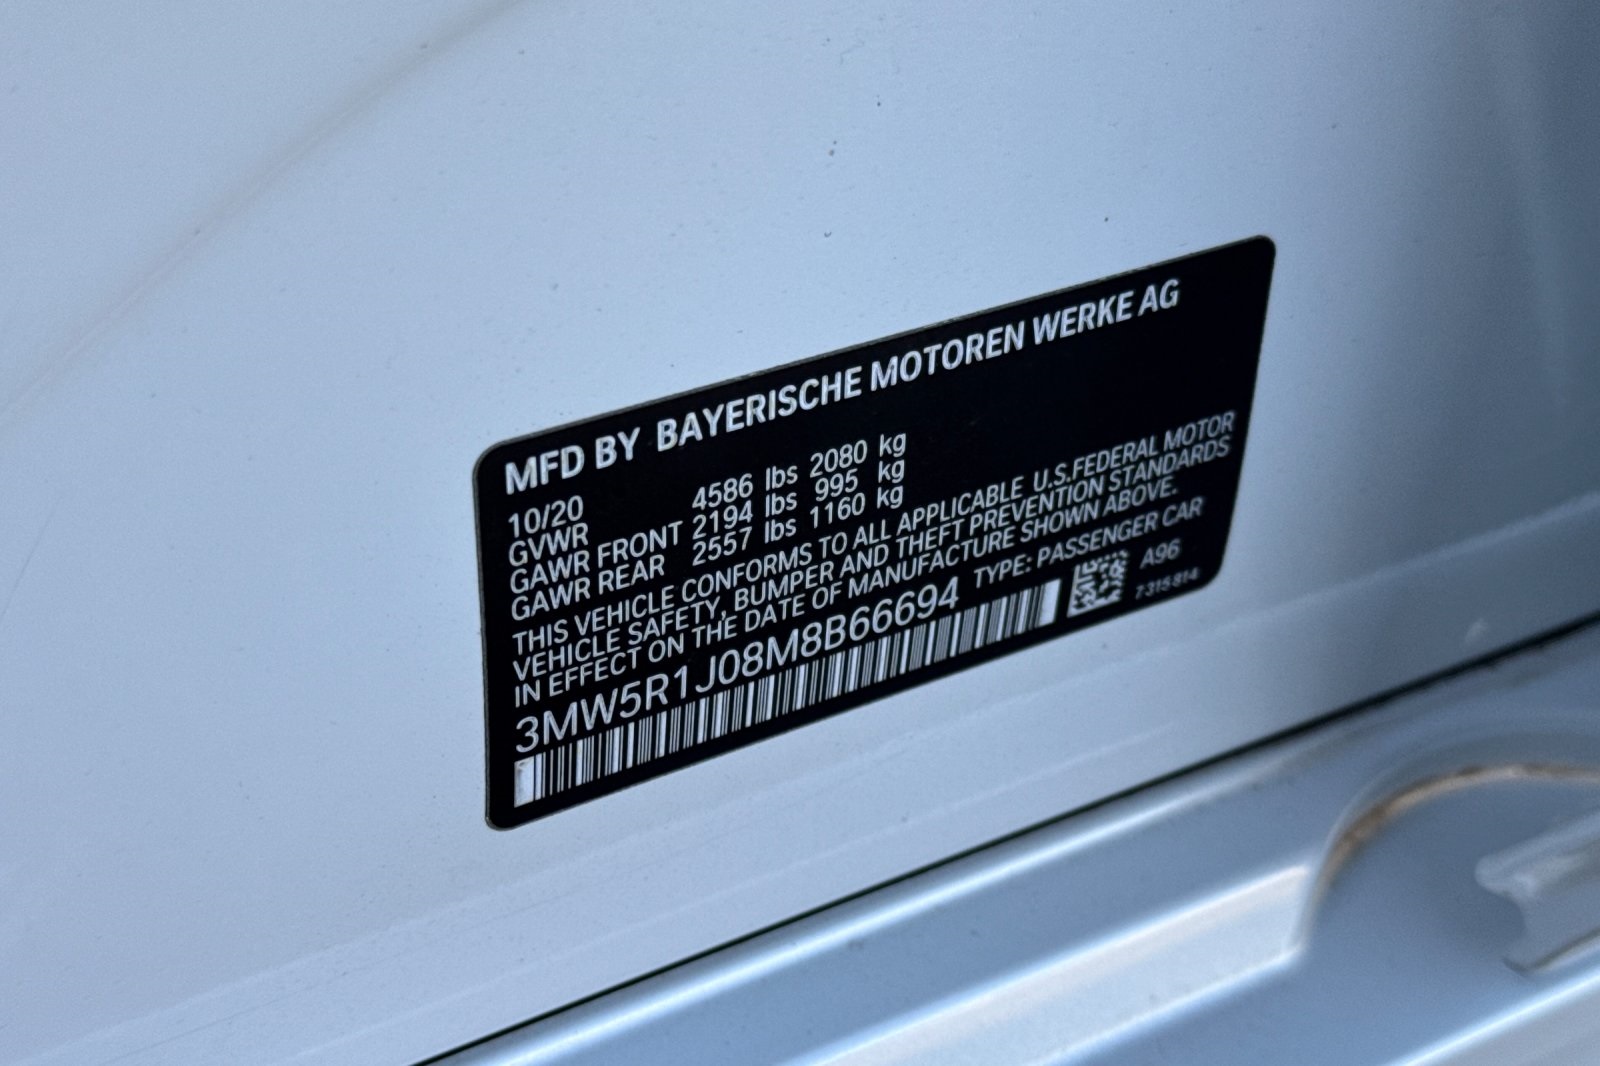 MFD BY BAYERISCHE MOTOREN WERKE AG
10/20
GVWR 4586 lbs 2080 kg
GAWR FRONT 2194 lbs 995 kg
GAWR REAR 2557 lbs 1160 kg
THIS VEHICLE CONFORMS TO ALL APPLICABLE U.S.FEDERAL MOTOR
VEHICLE SAFETY, BUMPER AND THEFT PREVENTION STANDARDS
IN EFFECT ON THE DATE OF MANUFACTURE SHOWN ABOVE.
3MW5R1J08M8B66694 TYPE: PASSENGER CAR
A96
7315814